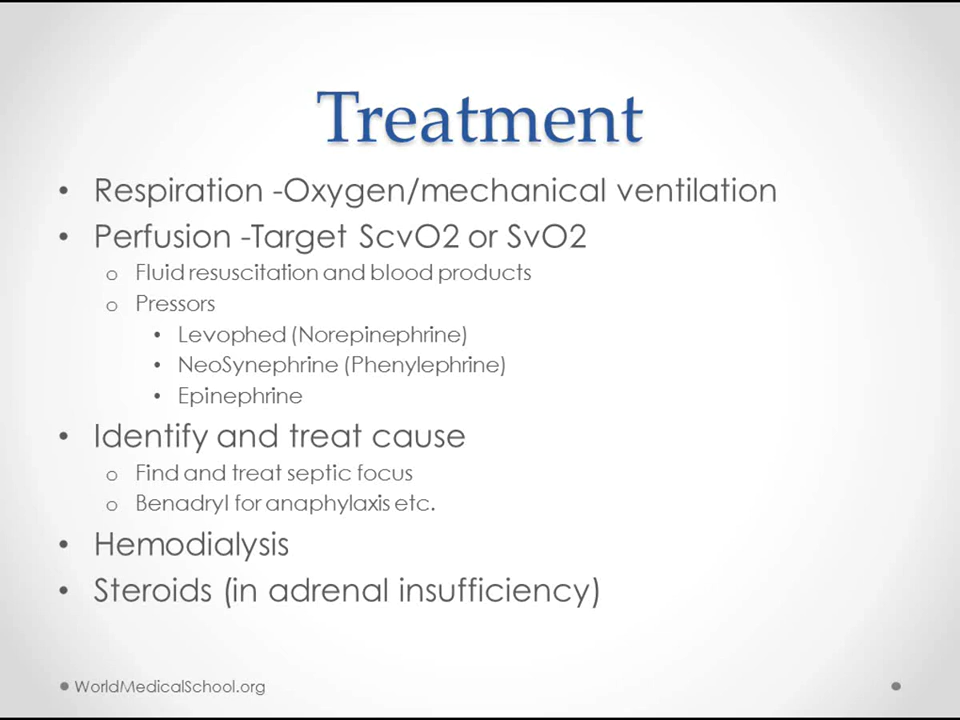 Treatment
• Respiration -Oxygen/mechanical ventilation
• Perfusion -Target ScvO2 or SvO2
o Fluid resuscitation and blood products
o Pressors
• Levophed (Norepinephrine)
• NeoSynephrine (Phenylephrine)
• Epinephrine
• Identify and treat cause
o Find and treat septic focus
o Benadryl for anaphylaxis etc.
• Hemodialysis
• Steroids (in adrenal insufficiency)
• WorldMedicalSchool.org